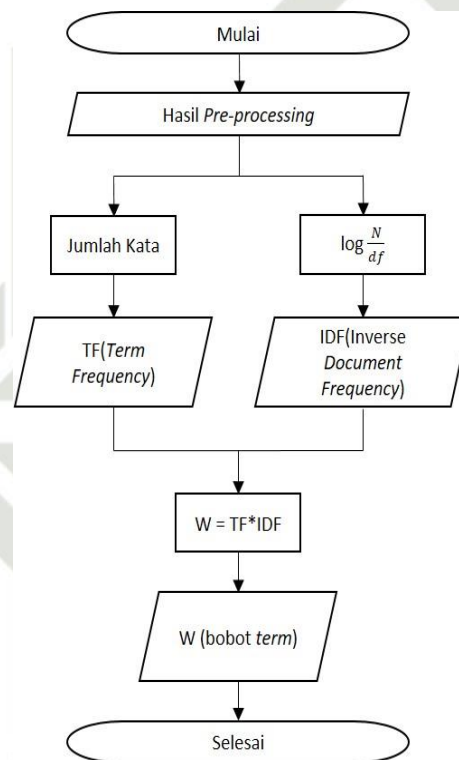 Mulai
Hasil Pre-processing
Jumlah Kata
log N/df
TF(Term
Frequency)
IDF(Inverse
Document
Frequency)
W = TF*IDF
W (bobot term)
Selesai